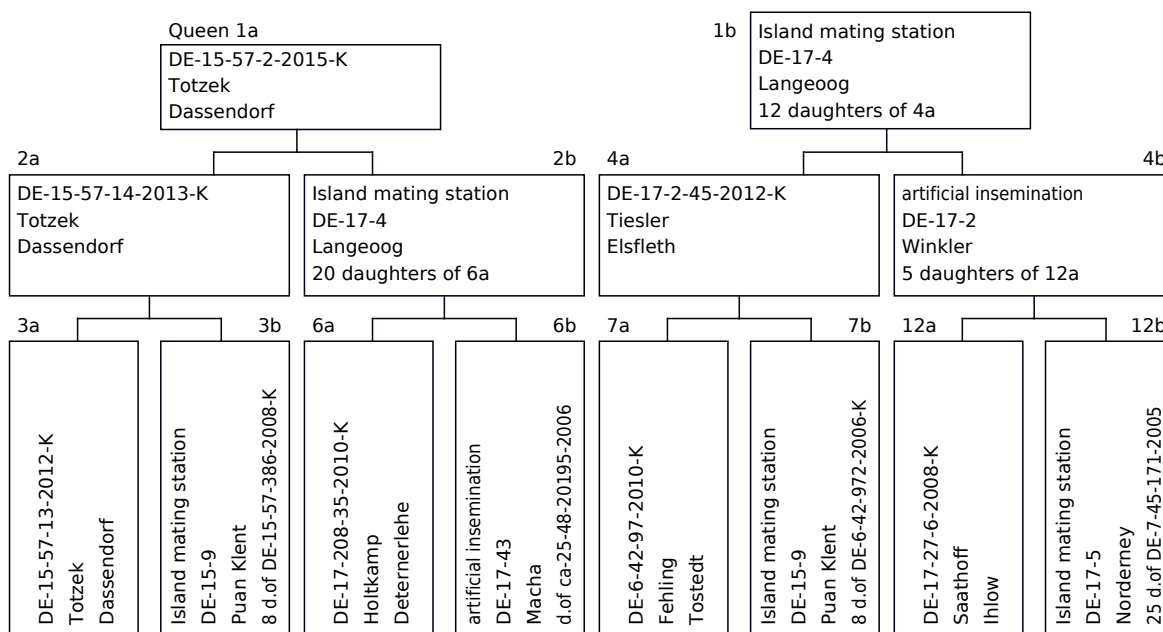 Queen 1a
DE-15-57-2-2015-K
Totzek
Dassendorf
1b
Island mating station
DE-17-4
Langeoog
12 daughters of 4a
2a
DE-15-57-14-2013-K
Totzek
Dassendorf
2b
Island mating station
DE-17-4
Langeoog
20 daughters of 6a
4a
DE-17-2-45-2012-K
Tiesler
Elsfleth
4b
artificial insemination
DE-17-2
Winkler
5 daughters of 12a
3a
DE-15-57-13-2012-K
Totzek
Dassendorf
3b
Island mating station
DE-15-9
Puan Klent
8 d.of DE-15-57-386-2008-K
6a
DE-17-208-35-2010-K
Holtkamp
Deternerlehe
6b
artificial insemination
DE-17-43
Macha
d.of ca-25-48-20195-2006
7a
DE-6-42-97-2010-K
Fehling
Tostedt
7b
Island mating station
DE-15-9
Puan Klent
8 d.of DE-6-42-972-2006-K
12a
DE-17-27-6-2008-K
Saathoff
Ihlow
12b
Island mating station
DE-17-5
Norderney
25 d.of DE-7-45-171-2005